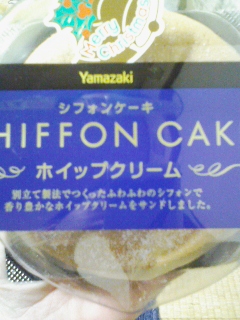 Merry Christmas
Yamazaki
シフォンケーキ
HIFFON CAK
ホイップクリーム
別立て製法でつくったふわふわのシフォンで
香り豊かなホイップクリームをサンドしました。